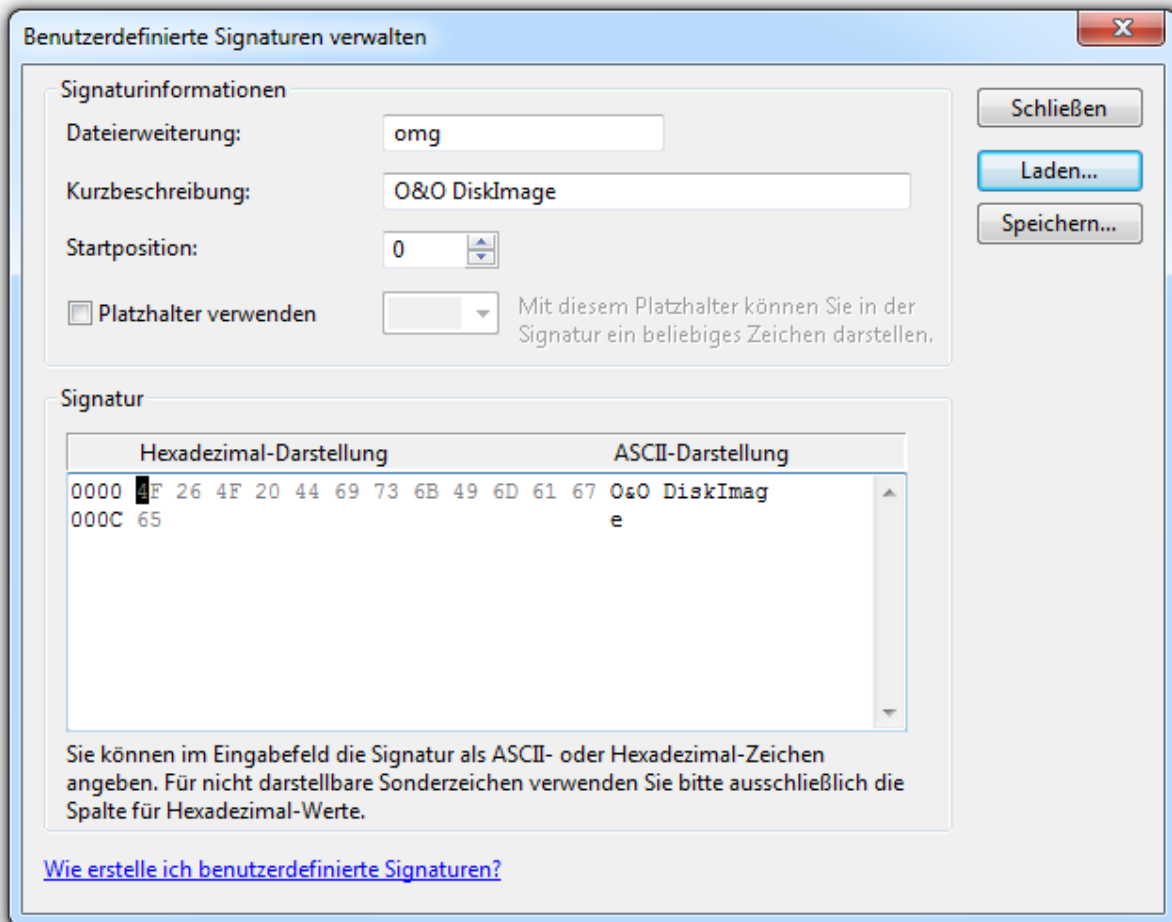 Benutzerdefinierte Signaturen verwalten
Signaturinformationen
Dateierweiterung:
omg
Kurzbeschreibung:
O&O DiskImage
Startposition:
0
Platzhalter verwenden
Mit diesem Platzhalter können Sie in der
Signatur ein beliebiges Zeichen darstellen.
Schließen
Laden...
Speichern...
Signatur
Hexadezimal-Darstellung ASCII-Darstellung
0000 4F 26 4F 20 44 69 73 6B 49 6D 61 67 O&O DiskImag
000C 65 e
Sie können im Eingabefeld die Signatur als ASCII- oder Hexadezimal-Zeichen
angeben. Für nicht darstellbare Sonderzeichen verwenden Sie bitte ausschließlich die
Spalte für Hexadezimal-Werte.
Wie erstelle ich benutzerdefinierte Signaturen?